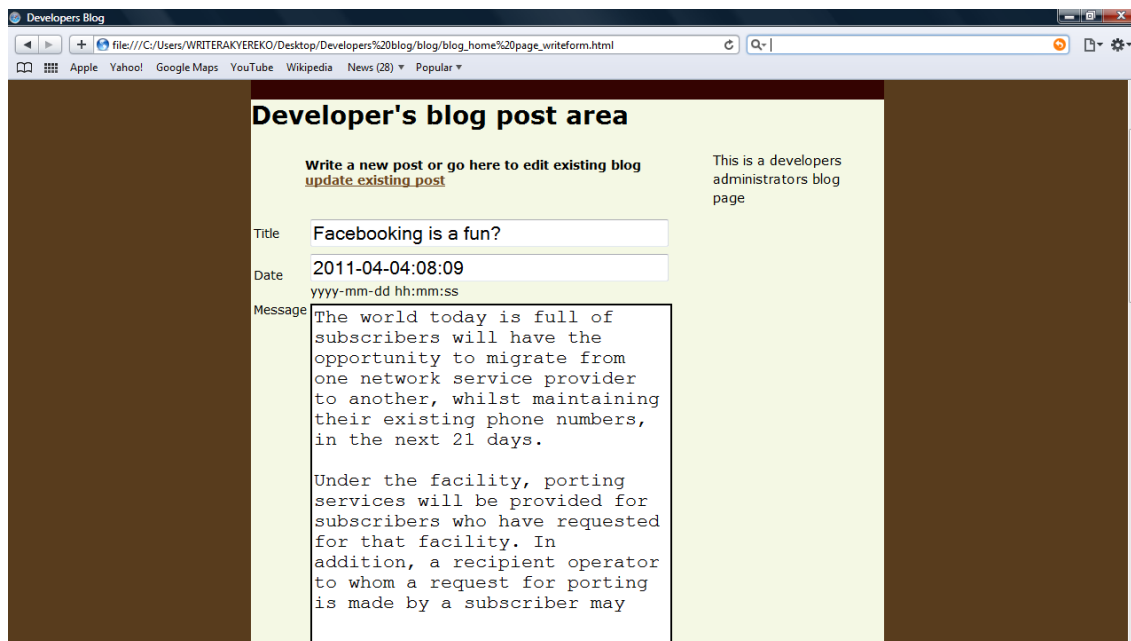 Developers Blog
file:///C:/Users/WRITERAKYEREKO/Desktop/Developers%20blog/blog/blog_home%20page_writeform.html
Apple Yahoo! Google Maps YouTube Wikipedia News (28) Popular
Developer's blog post area
Write a new post or go here to edit existing blog
update existing post
This is a developers
administrators blog
page
Title Facebooking is a fun?
Date 2011-04-04:08:09
yyyy-mm-dd hh:mm:ss
Message
The world today is full of
subscribers will have the
opportunity to migrate from
one network service provider
to another, whilst maintaining
their existing phone numbers,
in the next 21 days.
Under the facility, porting
services will be provided for
subscribers who have requested
for that facility. In
addition, a recipient operator
to whom a request for porting
is made by a subscriber may